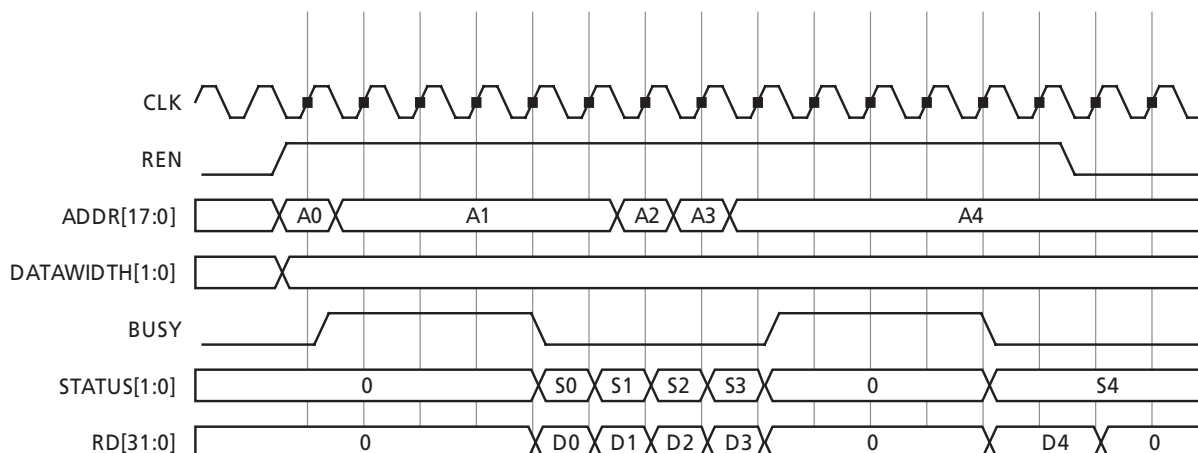 CLK
REN
ADDR[17:0] A0 A1 A2 A3 A4
DATAWIDTH[1:0]
BUSY
STATUS[1:0] 0 S0 S1 S2 S3 0 S4
RD[31:0] 0 D0 D1 D2 D3 0 D4 0